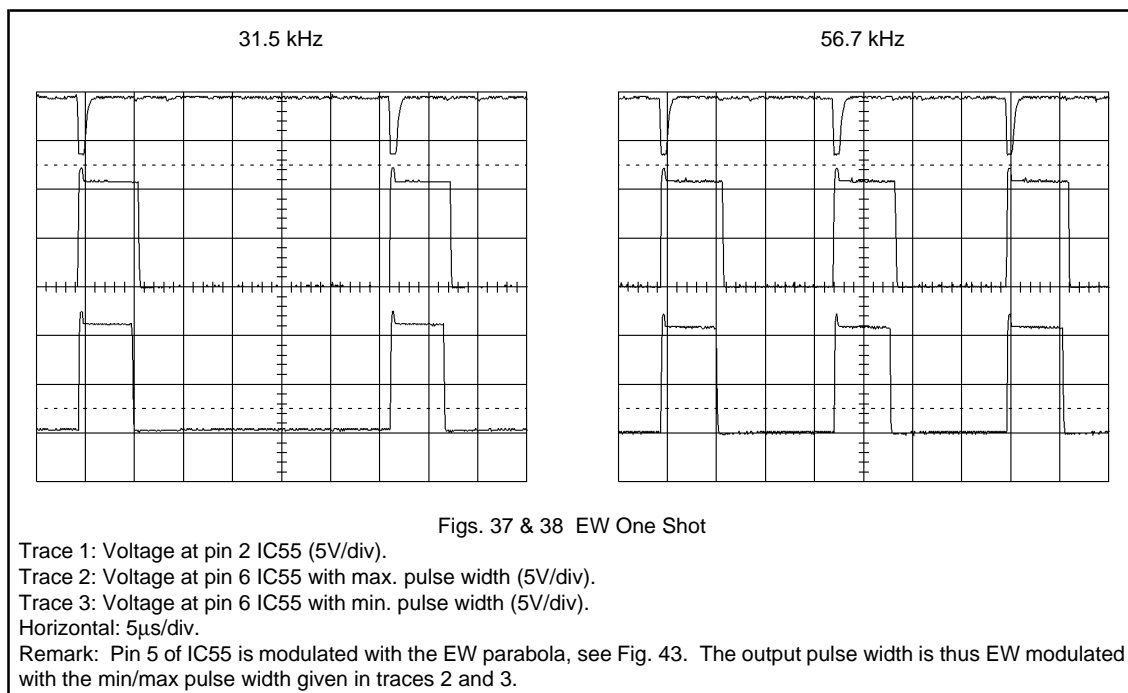 31.5 kHz
56.7 kHz
Figs. 37 & 38 EW One Shot
Trace 1: Voltage at pin 2 IC55 (5V/div).
Trace 2: Voltage at pin 6 IC55 with max. pulse width (5V/div).
Trace 3: Voltage at pin 6 IC55 with min. pulse width (5V/div).
Horizontal: 5μs/div.
Remark: Pin 5 of IC55 is modulated with the EW parabola, see Fig. 43. The output pulse width is thus EW modulated
with the min/max pulse width given in traces 2 and 3.